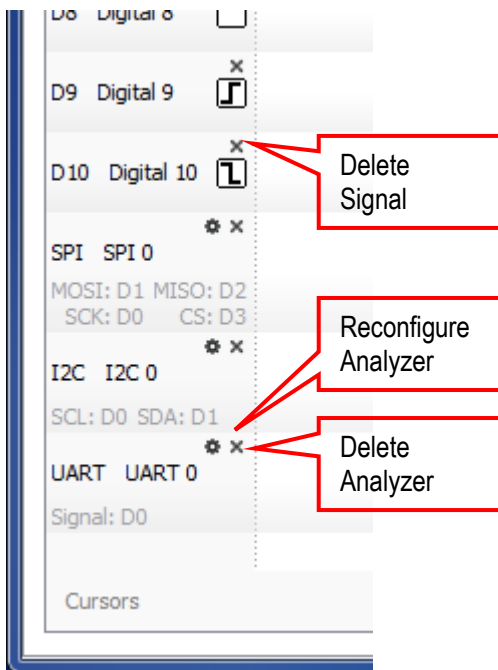 D8 Digital 8
D9 Digital 9
D10 Digital 10
Delete
Signal
SPI SPI 0
MOSI: D1 MISO: D2
SCK: D0 CS: D3
Reconfigure
Analyzer
I2C I2C 0
SCL: D0 SDA: D1
Delete
Analyzer
UART UART 0
Signal: D0
Cursors